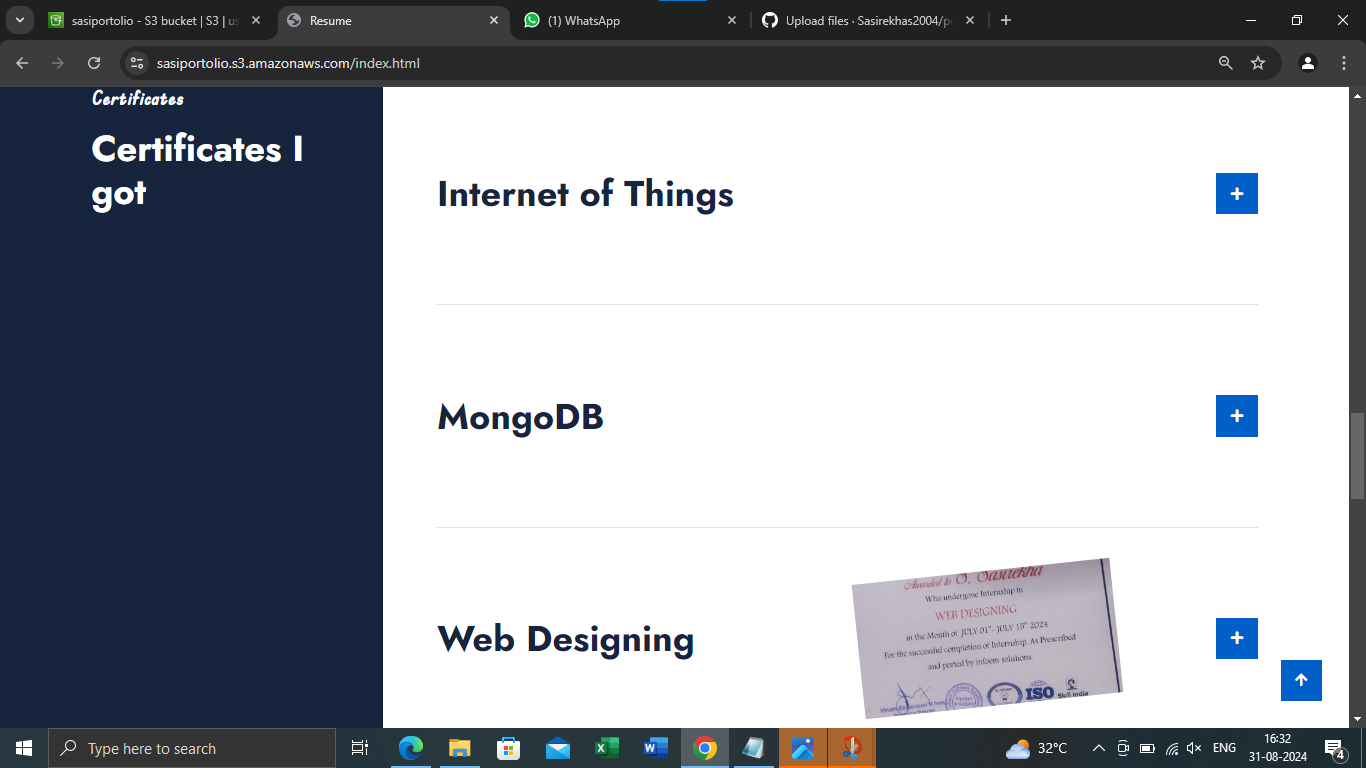 sasiportolio - S3 bucket | S3 | us
Resume
(1) WhatsApp
Upload files · Sasirekhas2004/po
sasiportolio.s3.amazonaws.com/index.html
Certificates
Certificates I
got
Internet of Things
MongoDB
Web Designing
Awarded to S. Sasirekha
Who undergone Internship in
WEB DESIGNING
in the Month of JULY 01st - JULY 15th 2024.
For the successful completion of Internship. As Prescribed
and ported by infoem solutions.
ISO
Skill India
Type here to search
32°C
ENG
16:32
31-08-2024
4